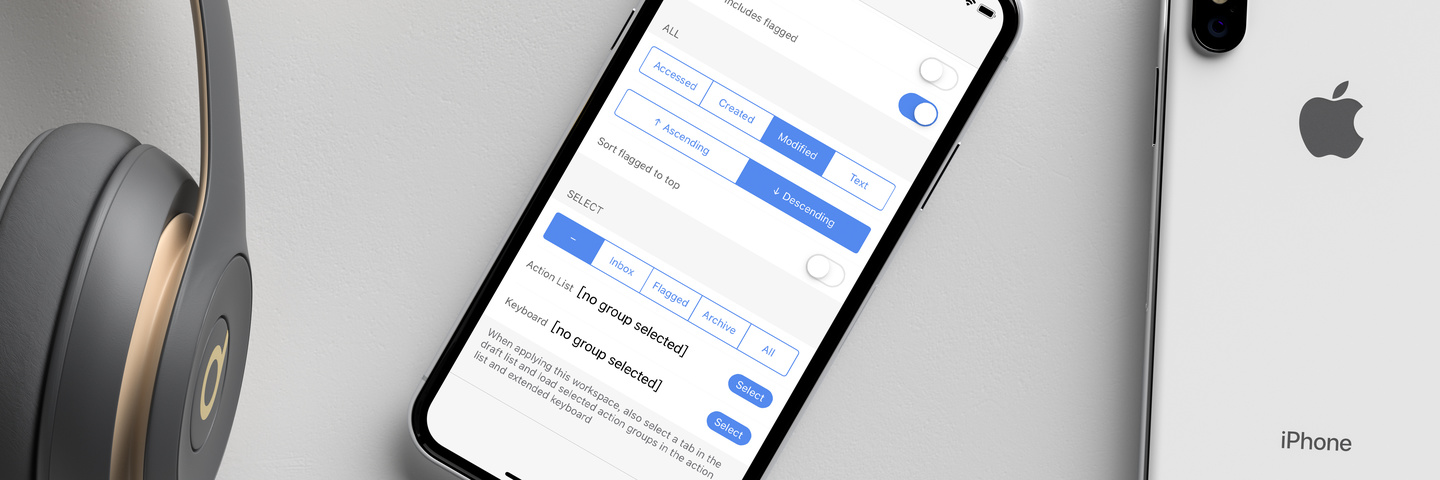 includes flagged
ALL
Accessed Created Modified Text
↑ Ascending ↓ Descending
Sort flagged to top
SELECT
– Inbox Flagged Archive All
Action List [no group selected] Select
Keyboard [no group selected] Select
When applying this workspace, also select a tab in the
draft list and load selected action groups in the action
list and extended keyboard
iPhone